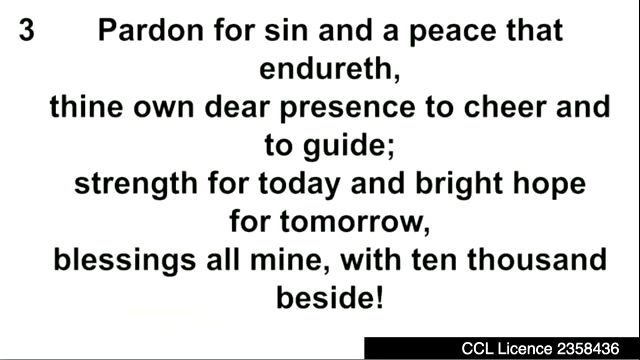 3 Pardon for sin and a peace that
endureth,
thine own dear presence to cheer and
to guide;
strength for today and bright hope
for tomorrow,
blessings all mine, with ten thousand
beside!
CCL Licence 2358436